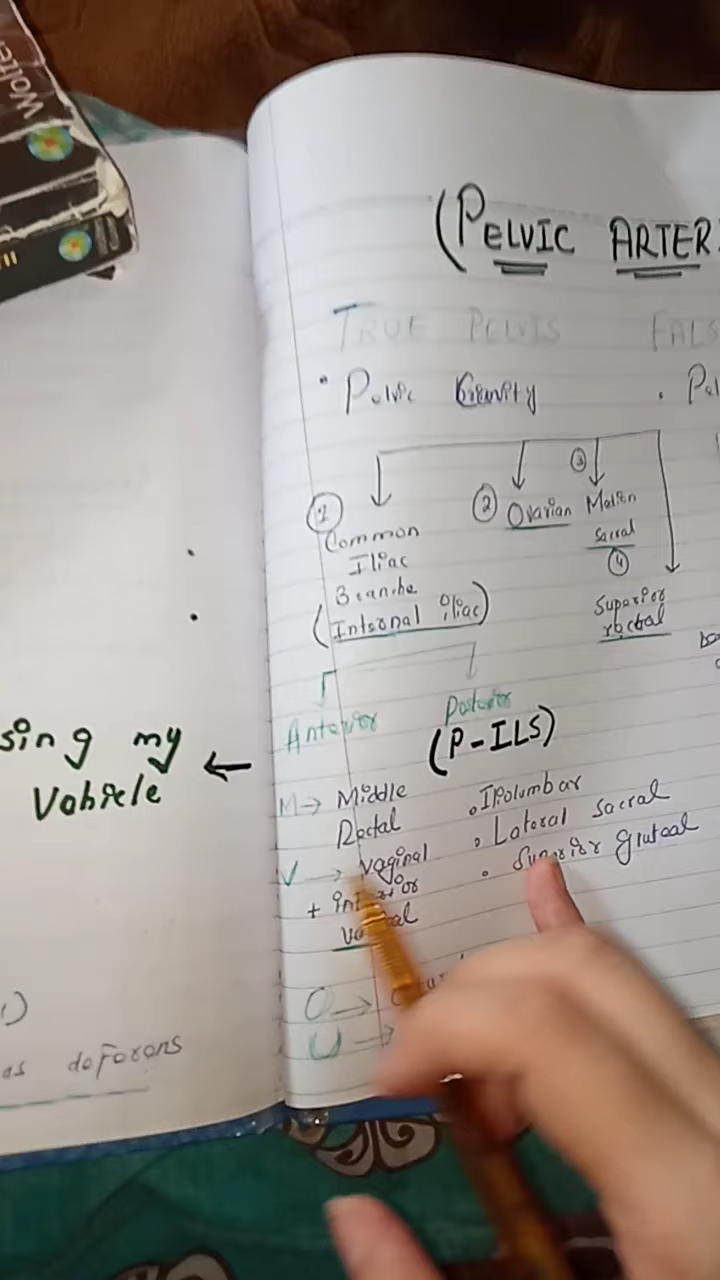 Wolte
(PELVIC ARTER
TRUE PELVIS FALS
• Pelvic Cavity . Pel
① ② Ovarian ③ Median
Common Sacral
Iliac ④
Branche Superior
(Internal iliac) rectal
Anterior Posterior
(P-ILS)
sing my ←
Vehicle
M → Middle
Rectal
V → vaginal
+
• Iliolumbar
• Lateral sacral
• Superior gluteal
O →
U →
1)
as deferens